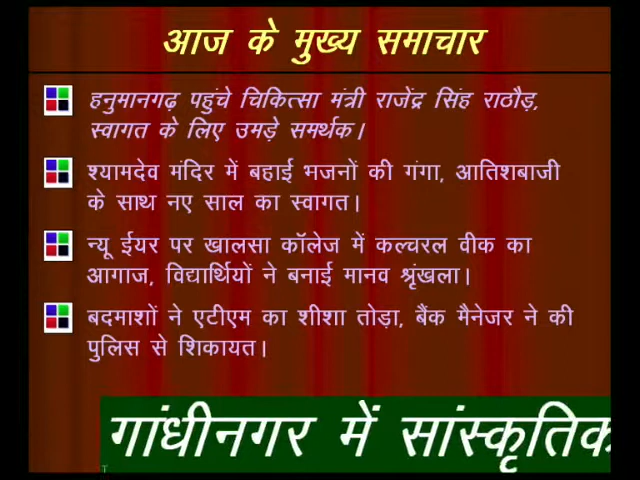 आज के मुख्य समाचार
हनुमानगढ़ पहुंचे चिकित्सा मंत्री राजेंद्र सिंह राठौड़,
स्वागत के लिए उमड़े समर्थक।
श्यामदेव मंदिर में बहाई भजनों की गंगा, आतिशबाजी
के साथ नए साल का स्वागत।
न्यू ईयर पर खालसा कॉलेज में कल्चरल वीक का
आगाज, विद्यार्थियों ने बनाई मानव श्रृंखला।
बदमाशों ने एटीएम का शीशा तोड़ा, बैंक मैनेजर ने की
पुलिस से शिकायत।
गांधीनगर में सांस्कृतिक